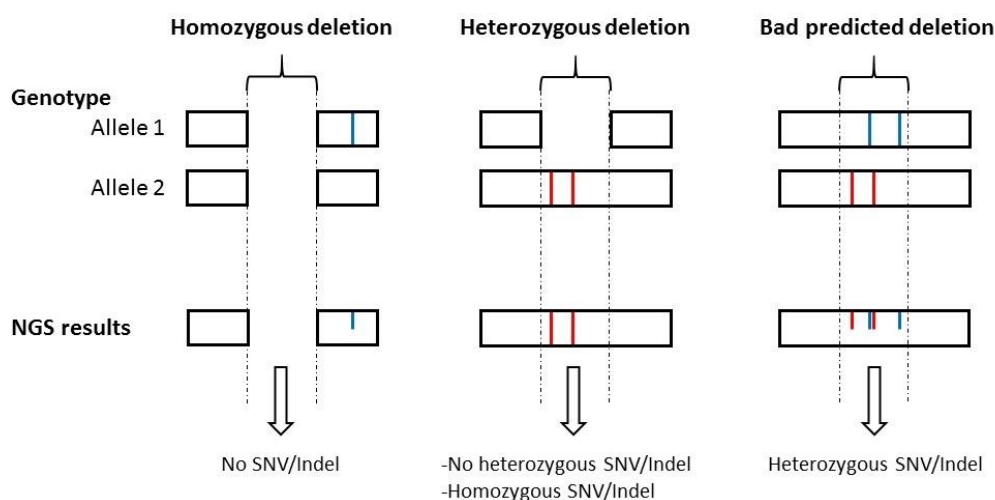 Homozygous deletion
Heterozygous deletion
Bad predicted deletion
Genotype
Allele 1
Allele 2
NGS results
No SNV/Indel
-No heterozygous SNV/Indel
-Homozygous SNV/Indel
Heterozygous SNV/Indel